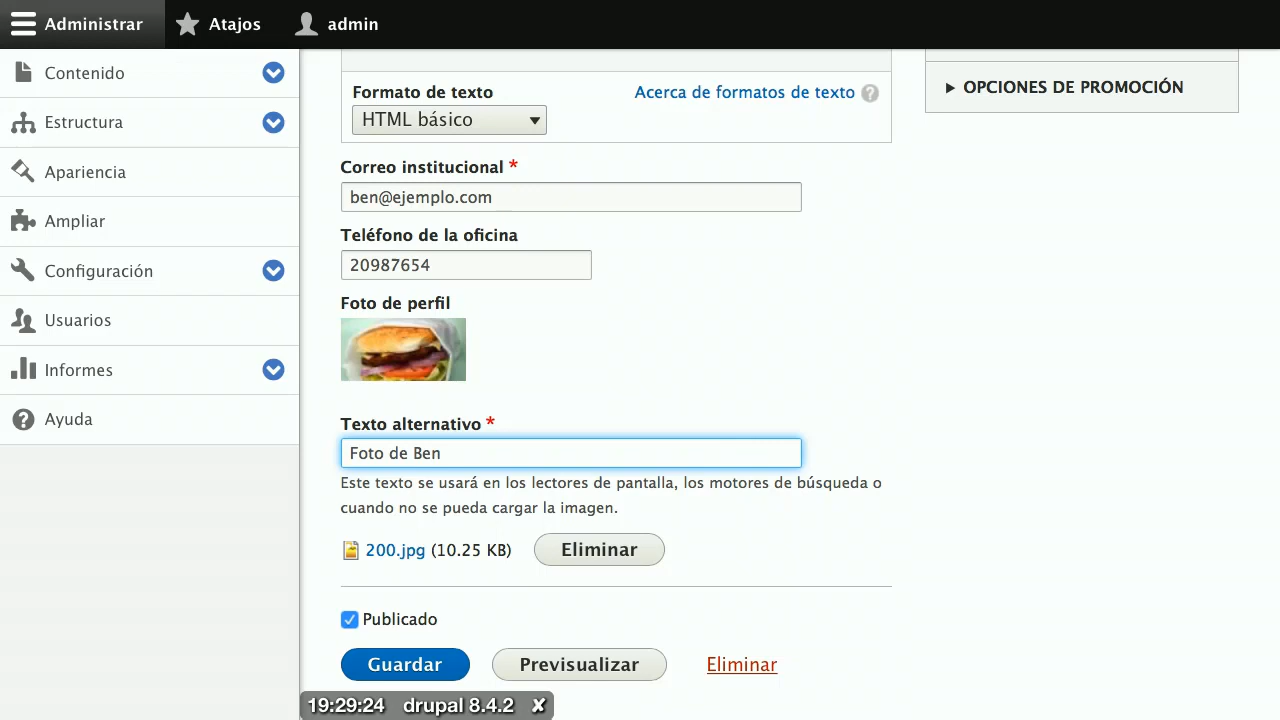 Administrar
Atajos
admin
Contenido
Estructura
Apariencia
Ampliar
Configuración
Usuarios
Informes
Ayuda
Formato de texto
Acerca de formatos de texto ?
HTML básico
Correo institucional *
ben@ejemplo.com
Teléfono de la oficina
20987654
Foto de perfil
Texto alternativo *
Foto de Ben
Este texto se usará en los lectores de pantalla, los motores de búsqueda o
cuando no se pueda cargar la imagen.
200.jpg (10.25 KB)
Eliminar
Publicado
Guardar
Previsualizar
Eliminar
OPCIONES DE PROMOCIÓN
19:29:24 drupal 8.4.2 ✘